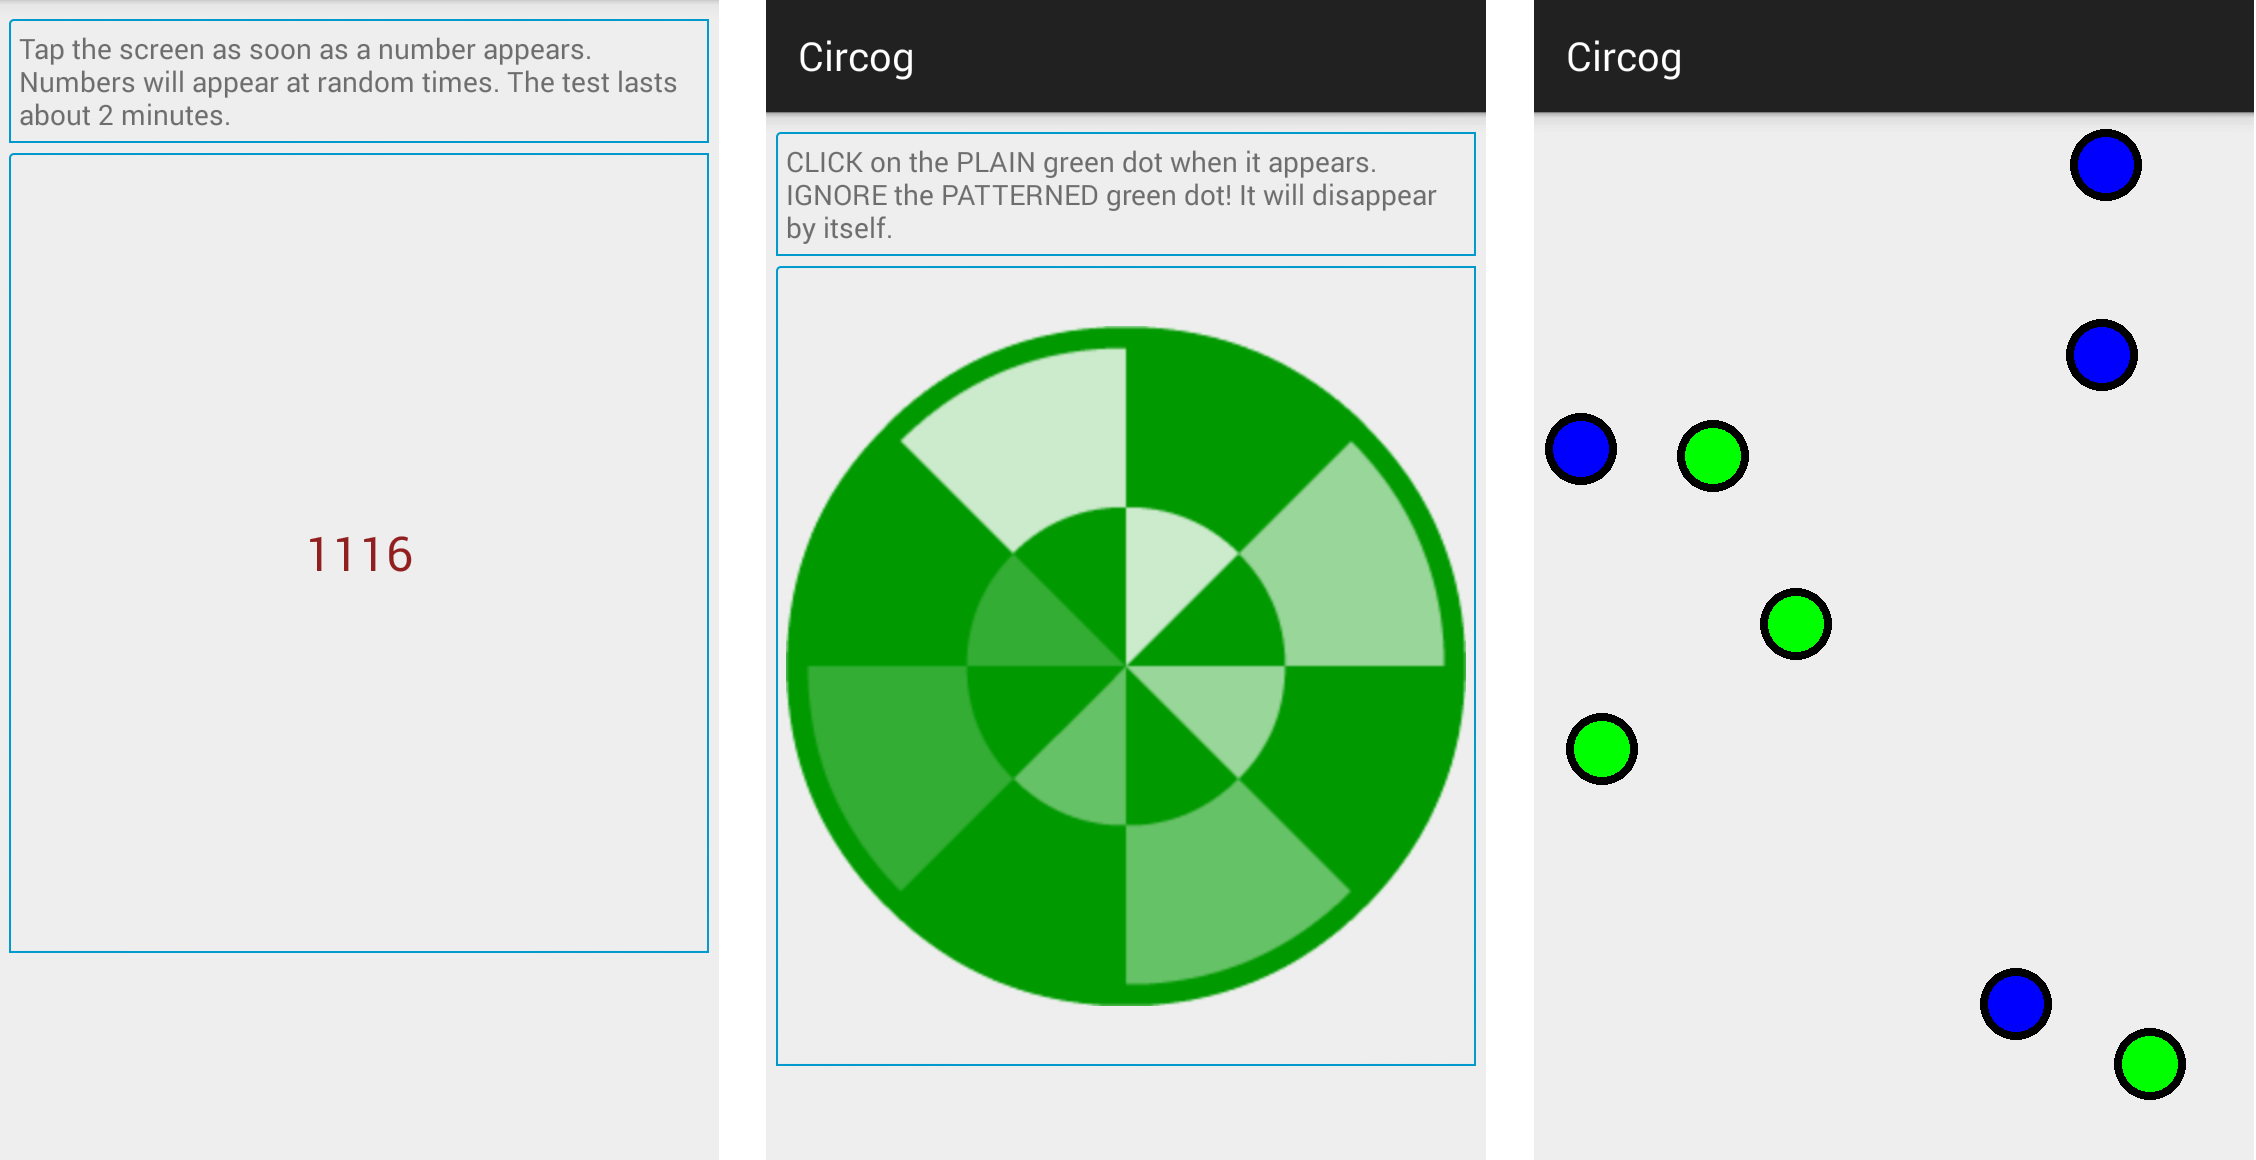 Tap the screen as soon as a number appears.
Numbers will appear at random times. The test lasts
about 2 minutes.
1116
Circog
CLICK on the PLAIN green dot when it appears.
IGNORE the PATTERNED green dot! It will disappear
by itself.
Circog